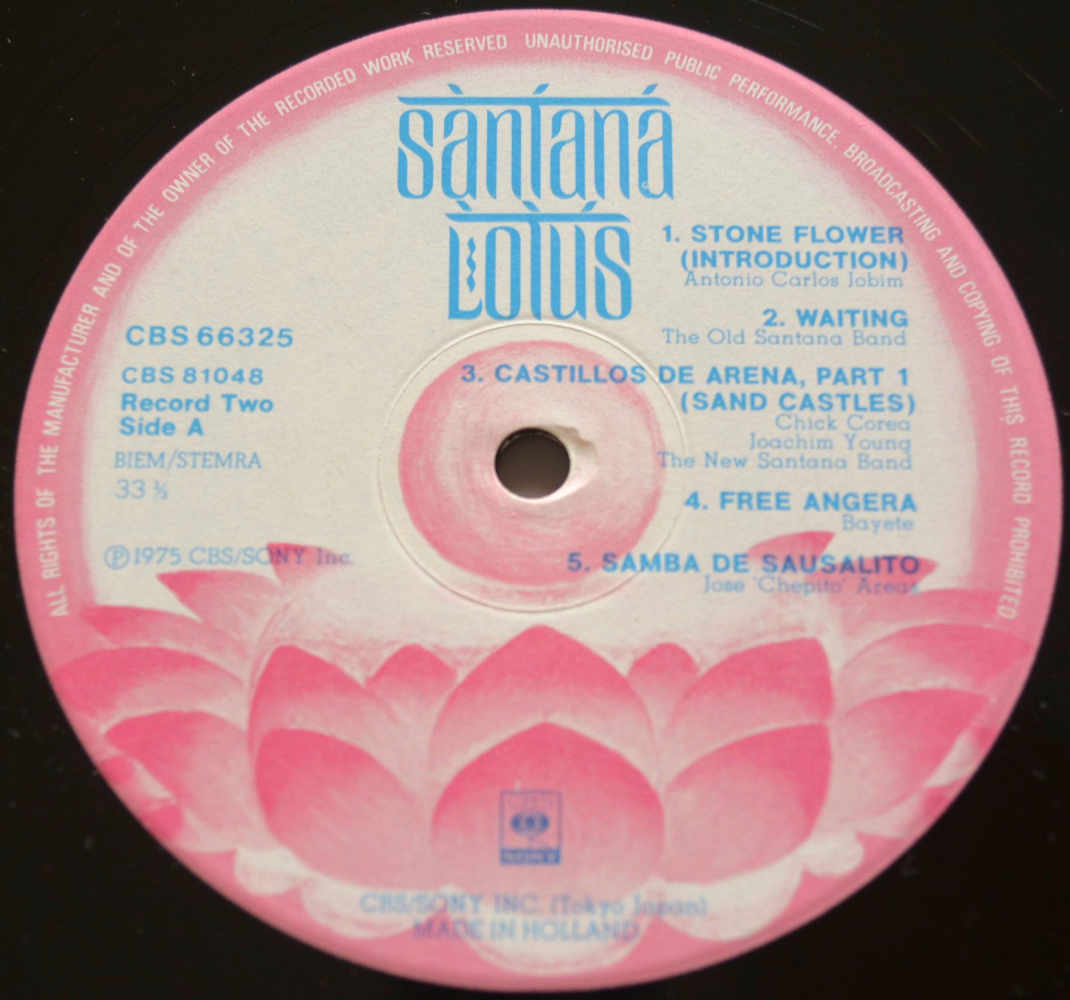 ALL RIGHTS OF THE MANUFACTURER AND OF THE OWNER OF THE RECORDED WORK RESERVED UNAUTHORISED PUBLIC PERFORMANCE, BROADCASTING AND COPYING OF THIS RECORD PROHIBITED
Santana
Lotus
1. STONE FLOWER
(INTRODUCTION)
Antonio Carlos Jobim
2. WAITING
The Old Santana Band
3. CASTILLOS DE ARENA, PART 1
(SAND CASTLES)
Chick Corea
Joachim Young
The New Santana Band
4. FREE ANGERA
Bayete
5. SAMBA DE SAUSALITO
Jose 'Chepito' Areas
CBS 66325
CBS 81048
Record Two
Side A
BIEM/STEMRA
33 ⅓
Ⓟ 1975 CBS/SONY Inc.
CBS/SONY INC. (Tokyo Japan)
MADE IN HOLLAND